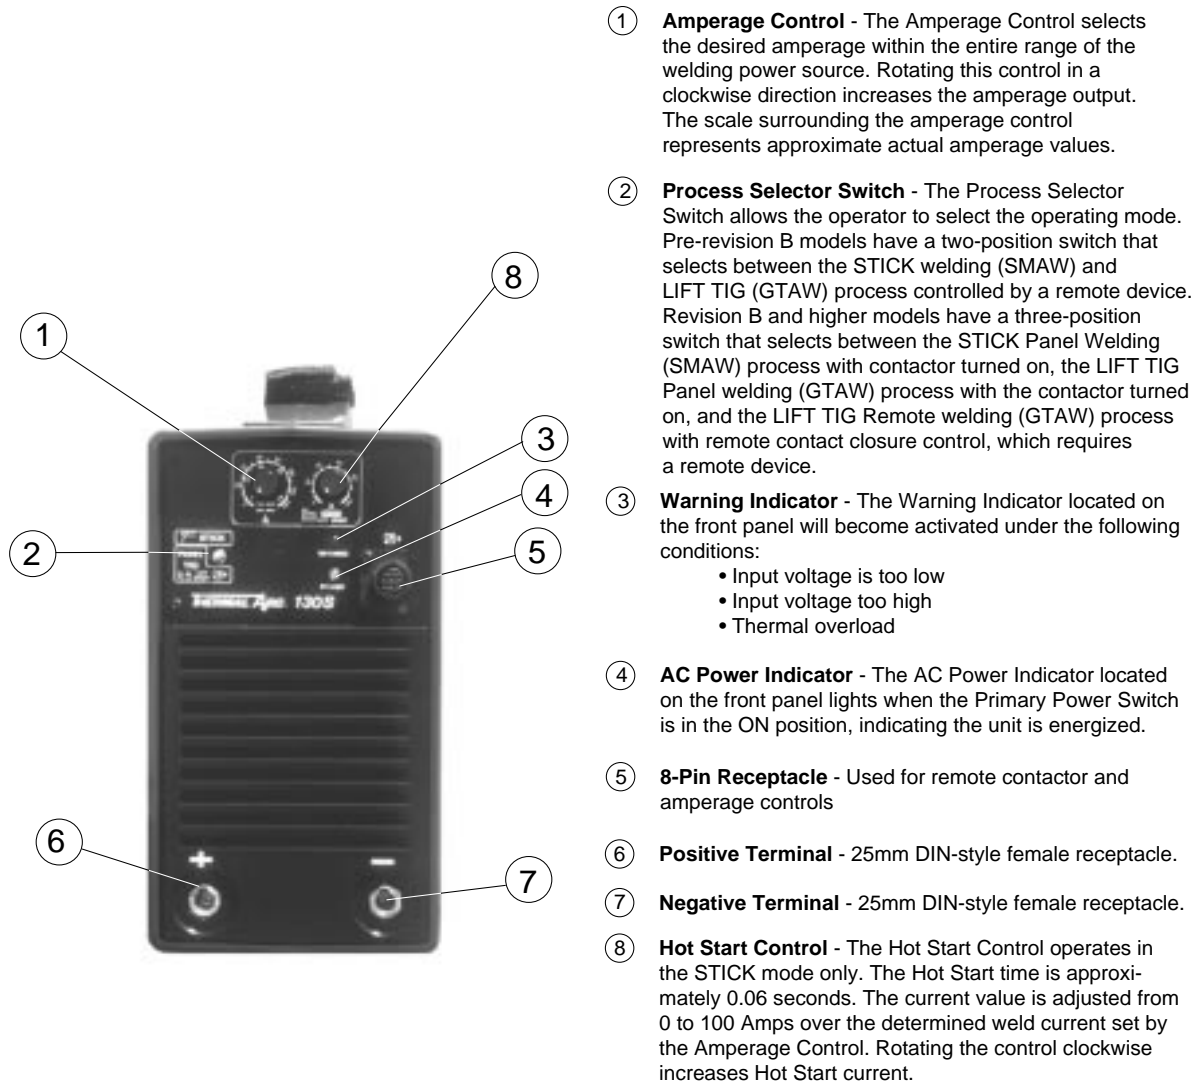 1 Amperage Control - The Amperage Control selects
the desired amperage within the entire range of the
welding power source. Rotating this control in a
clockwise direction increases the amperage output.
The scale surrounding the amperage control
represents approximate actual amperage values.
2 Process Selector Switch - The Process Selector
Switch allows the operator to select the operating mode.
Pre-revision B models have a two-position switch that
selects between the STICK welding (SMAW) and
LIFT TIG (GTAW) process controlled by a remote device.
Revision B and higher models have a three-position
switch that selects between the STICK Panel Welding
(SMAW) process with contactor turned on, the LIFT TIG
Panel welding (GTAW) process with the contactor turned
on, and the LIFT TIG Remote welding (GTAW) process
with remote contact closure control, which requires
a remote device.
3 Warning Indicator - The Warning Indicator located on
the front panel will become activated under the following
conditions:
• Input voltage is too low
• Input voltage too high
• Thermal overload
4 AC Power Indicator - The AC Power Indicator located
on the front panel lights when the Primary Power Switch
is in the ON position, indicating the unit is energized.
5 8-Pin Receptacle - Used for remote contactor and
amperage controls
6 Positive Terminal - 25mm DIN-style female receptacle.
7 Negative Terminal - 25mm DIN-style female receptacle.
8 Hot Start Control - The Hot Start Control operates in
the STICK mode only. The Hot Start time is approxi-
mately 0.06 seconds. The current value is adjusted from
0 to 100 Amps over the determined weld current set by
the Amperage Control. Rotating the control clockwise
increases Hot Start current.
8
1
3
4
2
5
THERMAL Arc 130S
6
+
−
7